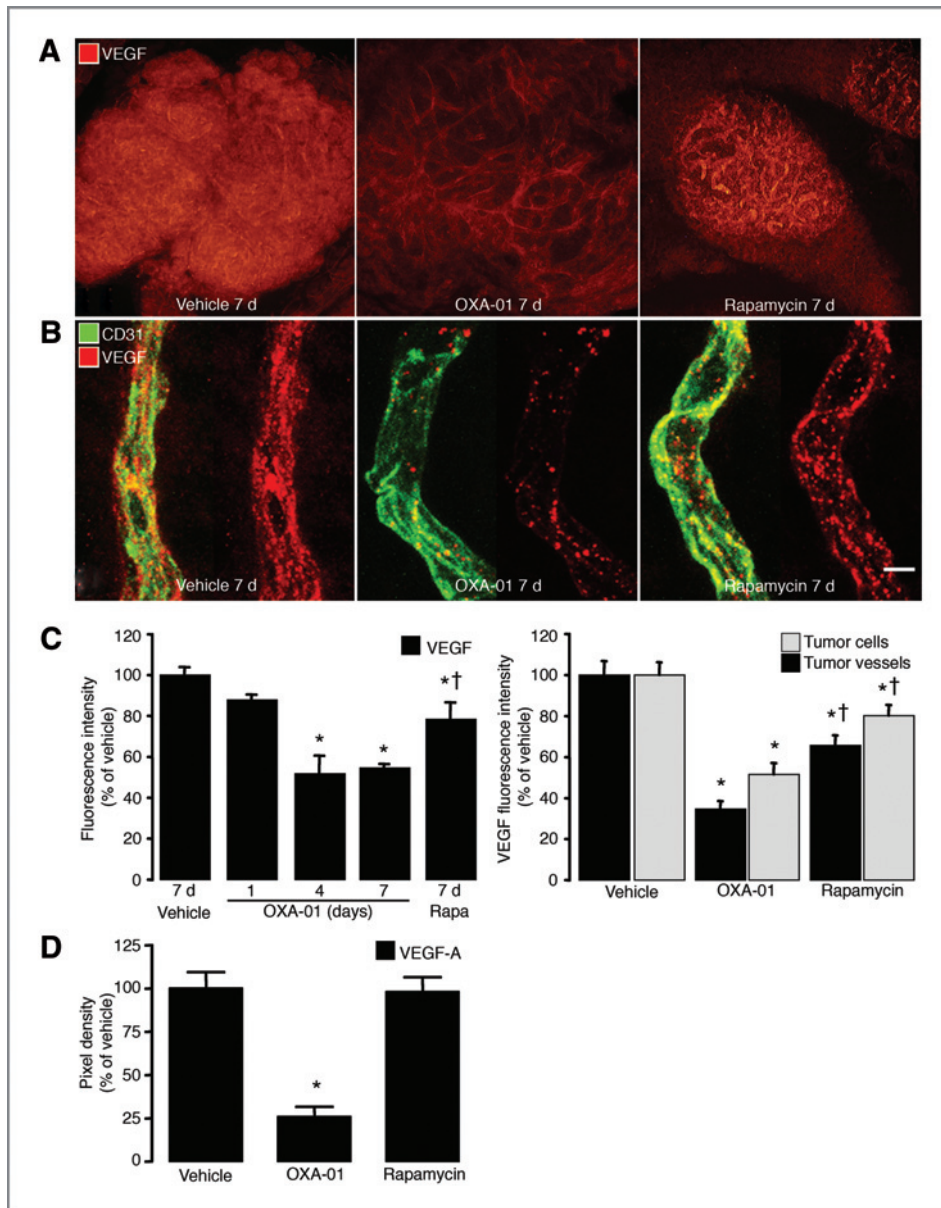 A
VEGF
Vehicle 7 d
OXA-01 7 d
Rapamycin 7 d
B
CD31
VEGF
Vehicle 7 d
OXA-01 7 d
Rapamycin 7 d
C
Fluorescence intensity
(% of vehicle)
120
100
80
60
40
20
0
VEGF
*
*
*†
7 d
1
4
7
7 d
Vehicle
OXA-01 (days)
Rapa
VEGF fluorescence intensity
(% of vehicle)
120
100
80
60
40
20
0
Tumor cells
Tumor vessels
*
*
*†
*†
Vehicle
OXA-01
Rapamycin
D
Pixel density
(% of vehicle)
125
100
75
50
25
0
VEGF-A
*
Vehicle
OXA-01
Rapamycin